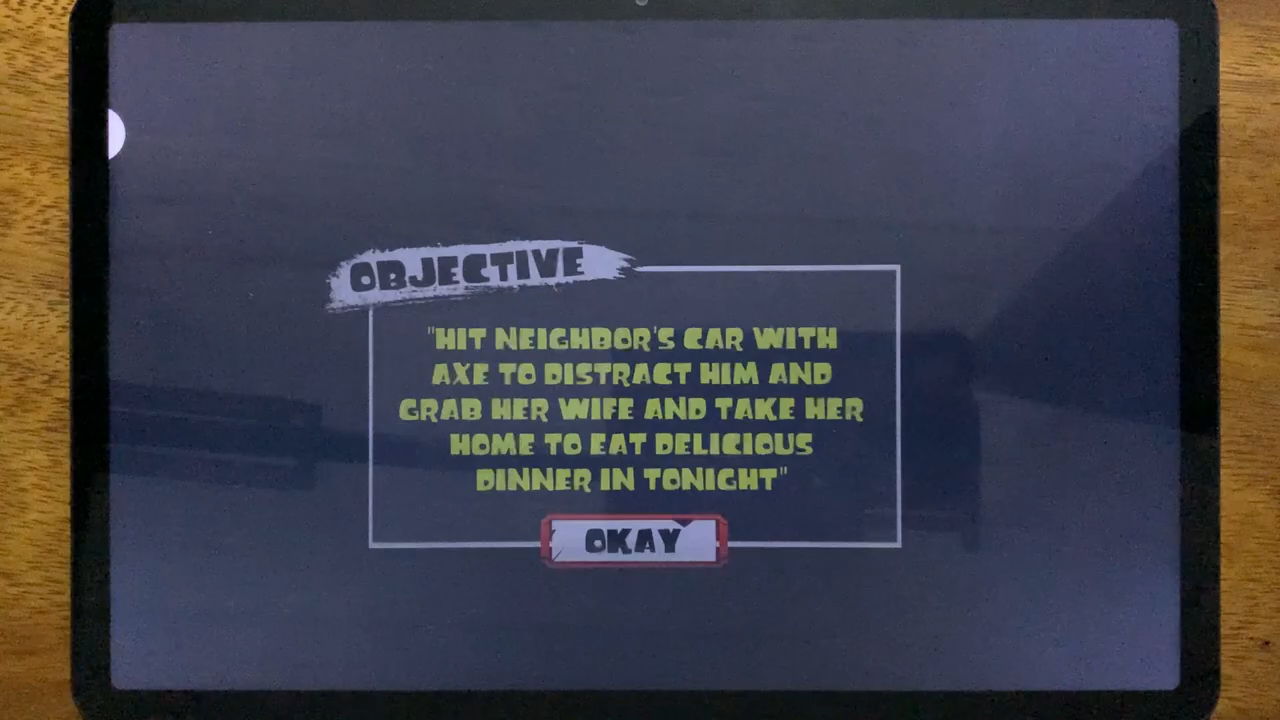 OBJECTIVE
"HIT NEIGHBOR'S CAR WITH
AXE TO DISTRACT HIM AND
GRAB HER WIFE AND TAKE HER
HOME TO EAT DELICIOUS
DINNER IN TONIGHT"
OKAY